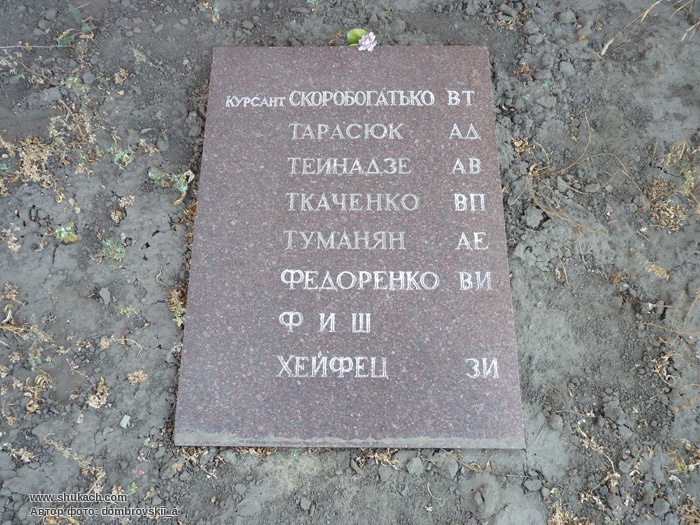 КУРСАНТ СКОРОБОГАТЬКО ВТ
ТАРАСЮК АД
ТЕИНАДЗЕ АВ
ТКАЧЕНКО ВП
ТУМАНЯН АЕ
ФЕДОРЕНКО ВИ
Ф И Ш
ХЕЙФЕЦ ЗИ
www.shukach.com
Автор фото: dombrovskii.a